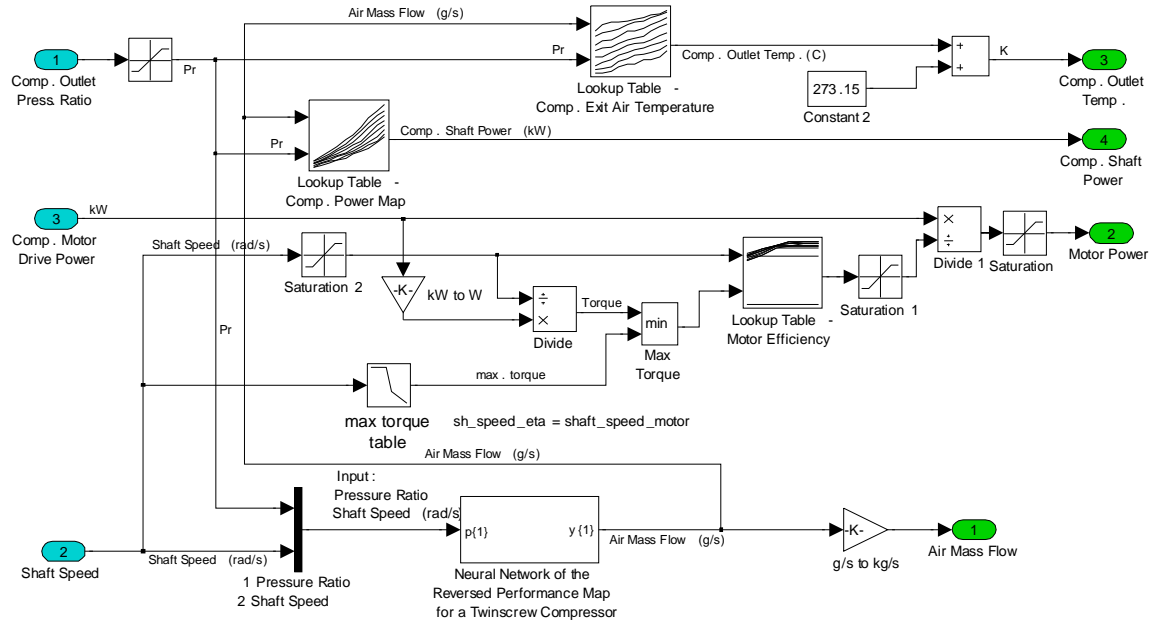 Air Mass Flow (g/s)
1
Comp . Outlet
Press. Ratio
Pr
Pr
Comp . Outlet Temp . (C)
Lookup Table -
Comp . Exit Air Temperature
273.15
Constant 2
+
+
K
3
Comp . Outlet
Temp .
Pr
Comp . Shaft Power (kW)
Lookup Table -
Comp . Power Map
4
Comp . Shaft
Power
3
kW
Comp . Motor
Drive Power
Shaft Speed (rad/s)
Saturation 2
-K-
kW to W
÷
×
Divide
Torque
min
Max
Torque
Lookup Table -
Motor Efficiency
Saturation 1
×
÷
Divide 1
Saturation
2
Motor Power
Pr
max . torque
max torque
table
sh_speed_eta = shaft_speed_motor
Air Mass Flow (g/s)
Input :
Pressure Ratio
Shaft Speed (rad/s)
2
Shaft Speed
Shaft Speed (rad/s)
1 Pressure Ratio
2 Shaft Speed
p{1}
y {1}
Neural Network of the
Reversed Performance Map
for a Twinscrew Compressor
Air Mass Flow (g/s)
-K-
g/s to kg/s
1
Air Mass Flow